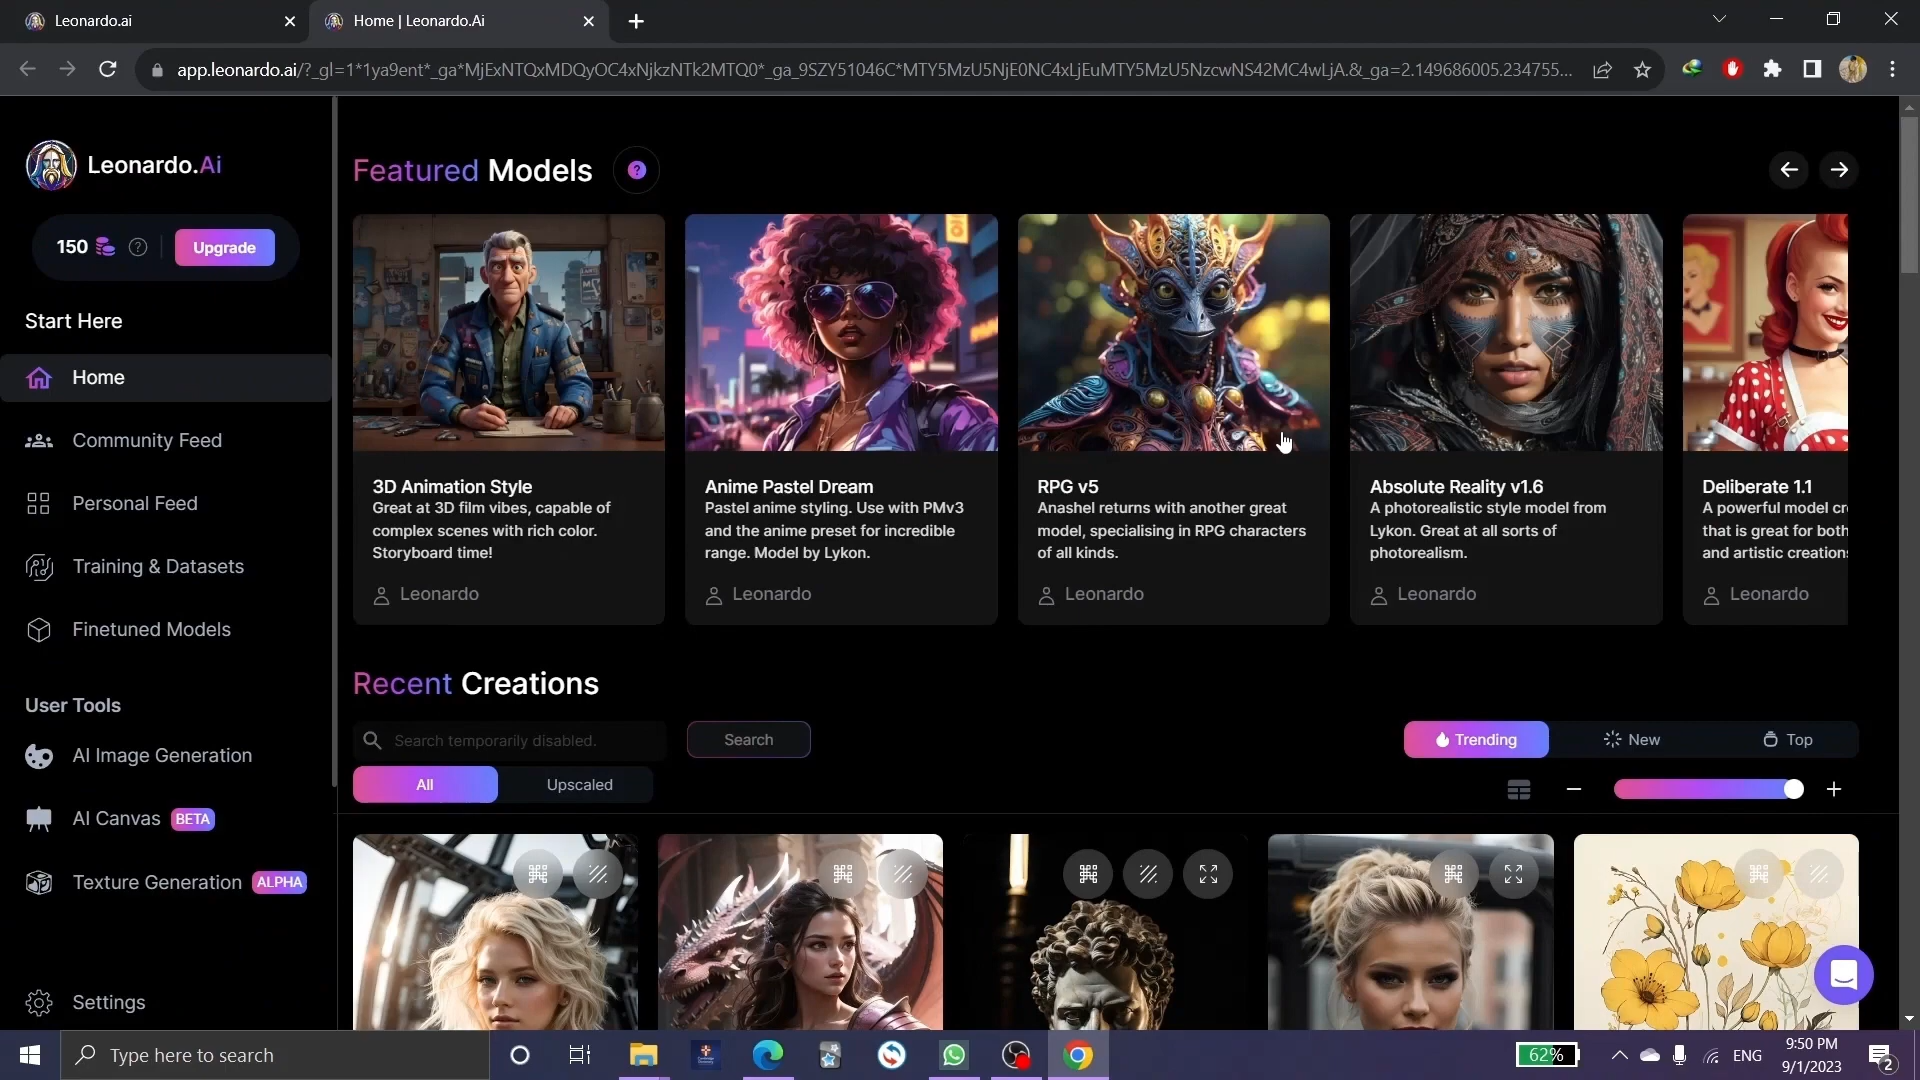 Leonardo.ai
Home | Leonardo.Ai
app.leonardo.ai/?_gl=1*1ya9ent*_ga*MjExNTQxMDQyOC4xNjkzNTk2MTQ0*_ga_9SZY51046C*MTY5MzU5NjE0NC4xLjEuMTY5MzU5NzcwNS42MC4wLjA.&_ga=2.149686005.234755...
Leonardo.Ai
150
Upgrade
Start Here
Home
Community Feed
Personal Feed
Training & Datasets
Finetuned Models
User Tools
AI Image Generation
AI Canvas BETA
Texture Generation ALPHA
Settings
Featured Models ?
3D Animation Style
Great at 3D film vibes, capable of
complex scenes with rich color.
Storyboard time!
Leonardo
Anime Pastel Dream
Pastel anime styling. Use with PMv3
and the anime preset for incredible
range. Model by Lykon.
Leonardo
RPG v5
Anashel returns with another great
model, specialising in RPG characters
of all kinds.
Leonardo
Absolute Reality v1.6
A photorealistic style model from
Lykon. Great at all sorts of
photorealism.
Leonardo
Deliberate 1.1
A powerful model cr
that is great for both
and artistic creations
Leonardo
Recent Creations
Search temporarily disabled.
Search
Trending
New
Top
All
Upscaled
Type here to search
62%
ENG
9:50 PM
9/1/2023
2